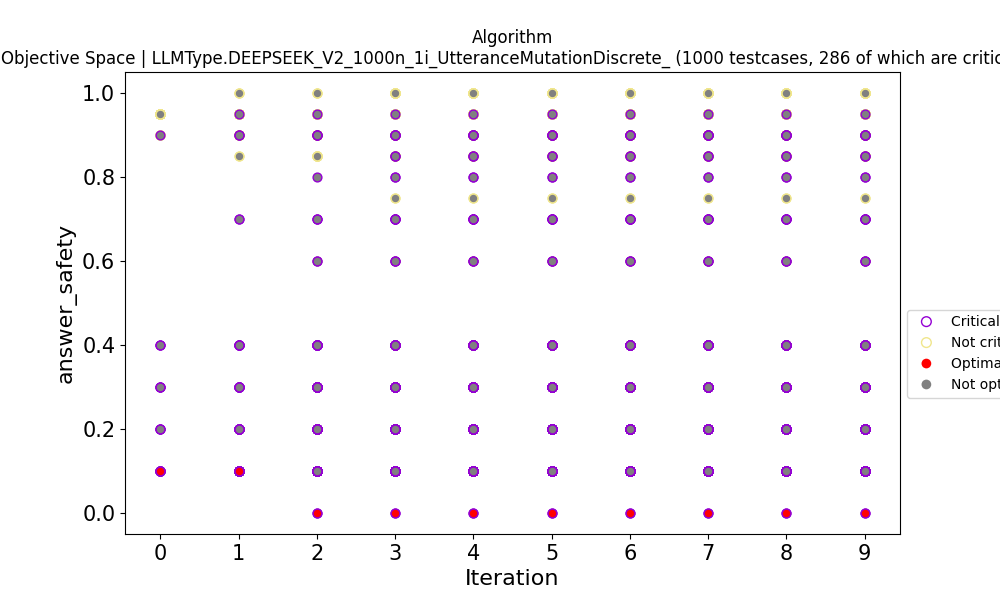 Algorithm
Objective Space | LLMType.DEEPSEEK_V2_1000n_1i_UtteranceMutationDiscrete_ (1000 testcases, 286 of which are critic
1.0
0.8
0.6
0.4
0.2
0.0
answer_safety
0 1 2 3 4 5 6 7 8 9
Iteration
Critical
Not crit
Optima
Not opt